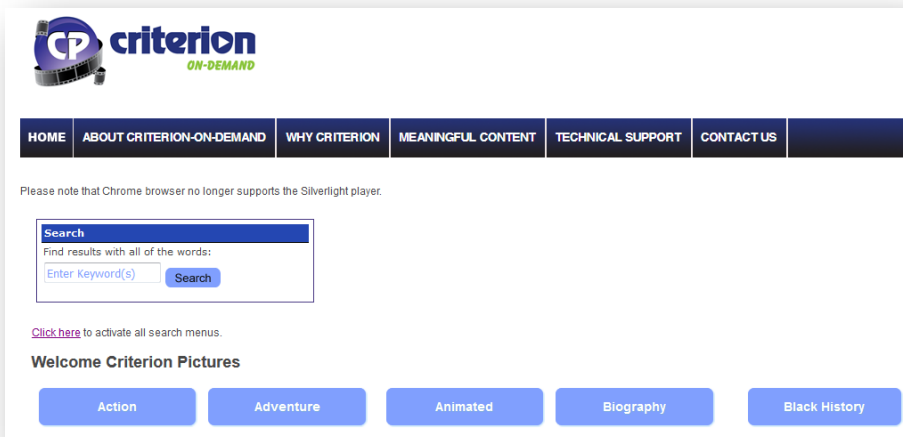 CP criterion
ON-DEMAND
HOME ABOUT CRITERION-ON-DEMAND WHY CRITERION MEANINGFUL CONTENT TECHNICAL SUPPORT CONTACT US
Please note that Chrome browser no longer supports the Silverlight player.
Search
Find results with all of the words:
Enter Keyword(s) Search
Click here to activate all search menus.
Welcome Criterion Pictures
Action Adventure Animated Biography Black History